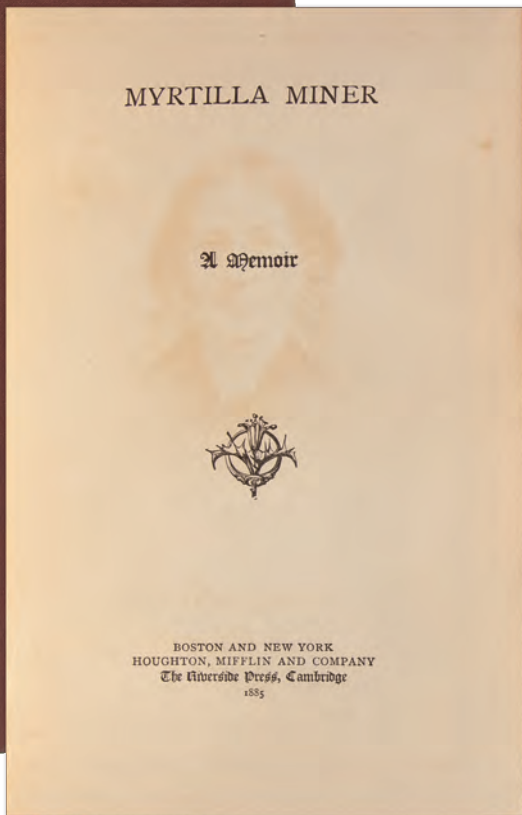 MYRTILLA MINER
A Memoir
BOSTON AND NEW YORK
HOUGHTON, MIFFLIN AND COMPANY
The Riverside Press, Cambridge
1885